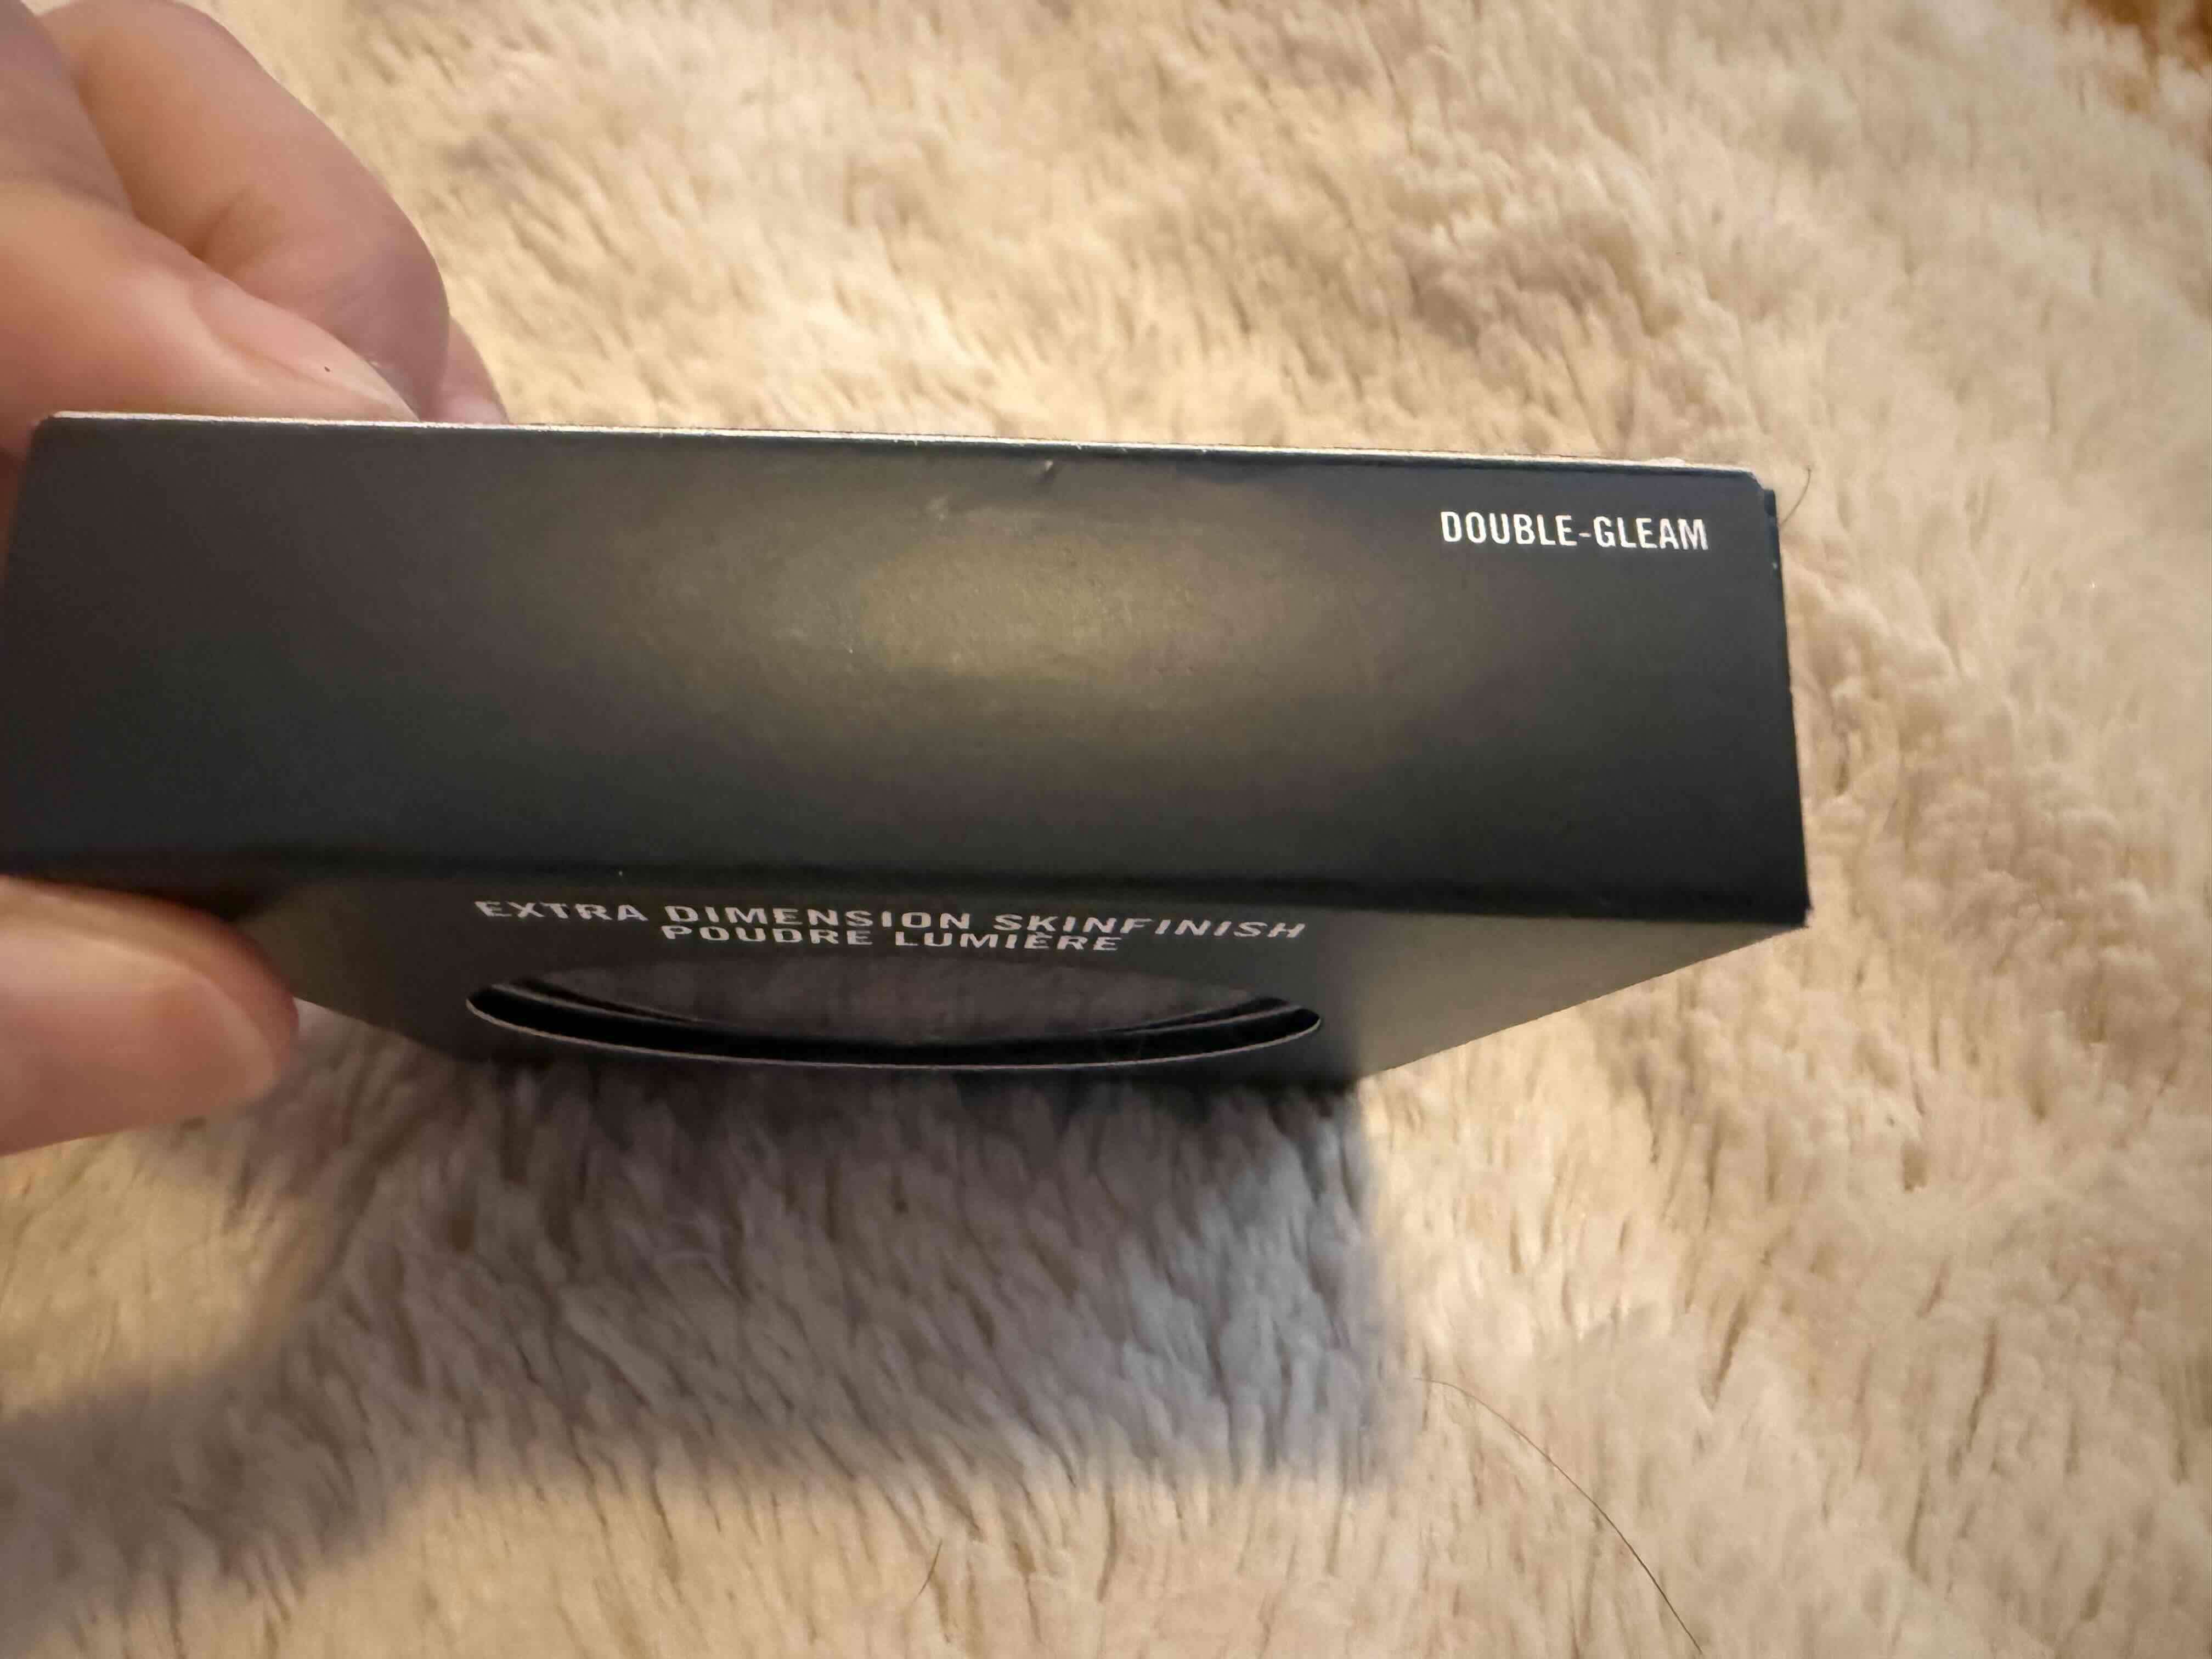 DOUBLE-GLEAM
EXTRA DIMENSION SKINFINISH
POUDRE LUMIÈRE